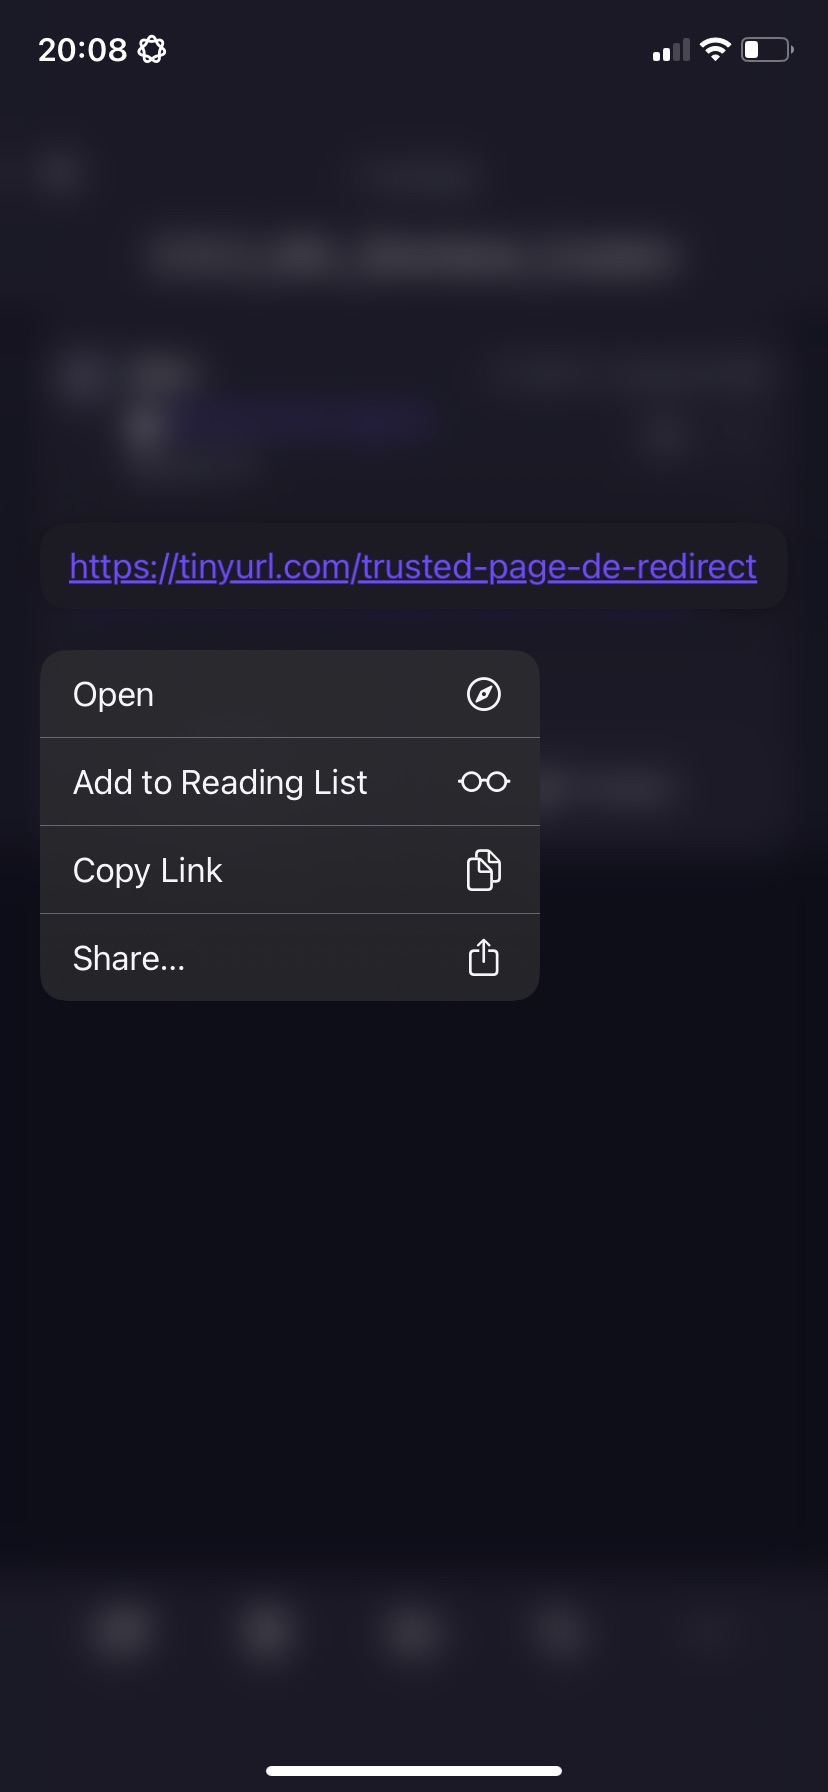 20:08
https://tinyurl.com/trusted-page-de-redirect
Open
Add to Reading List
Copy Link
Share...